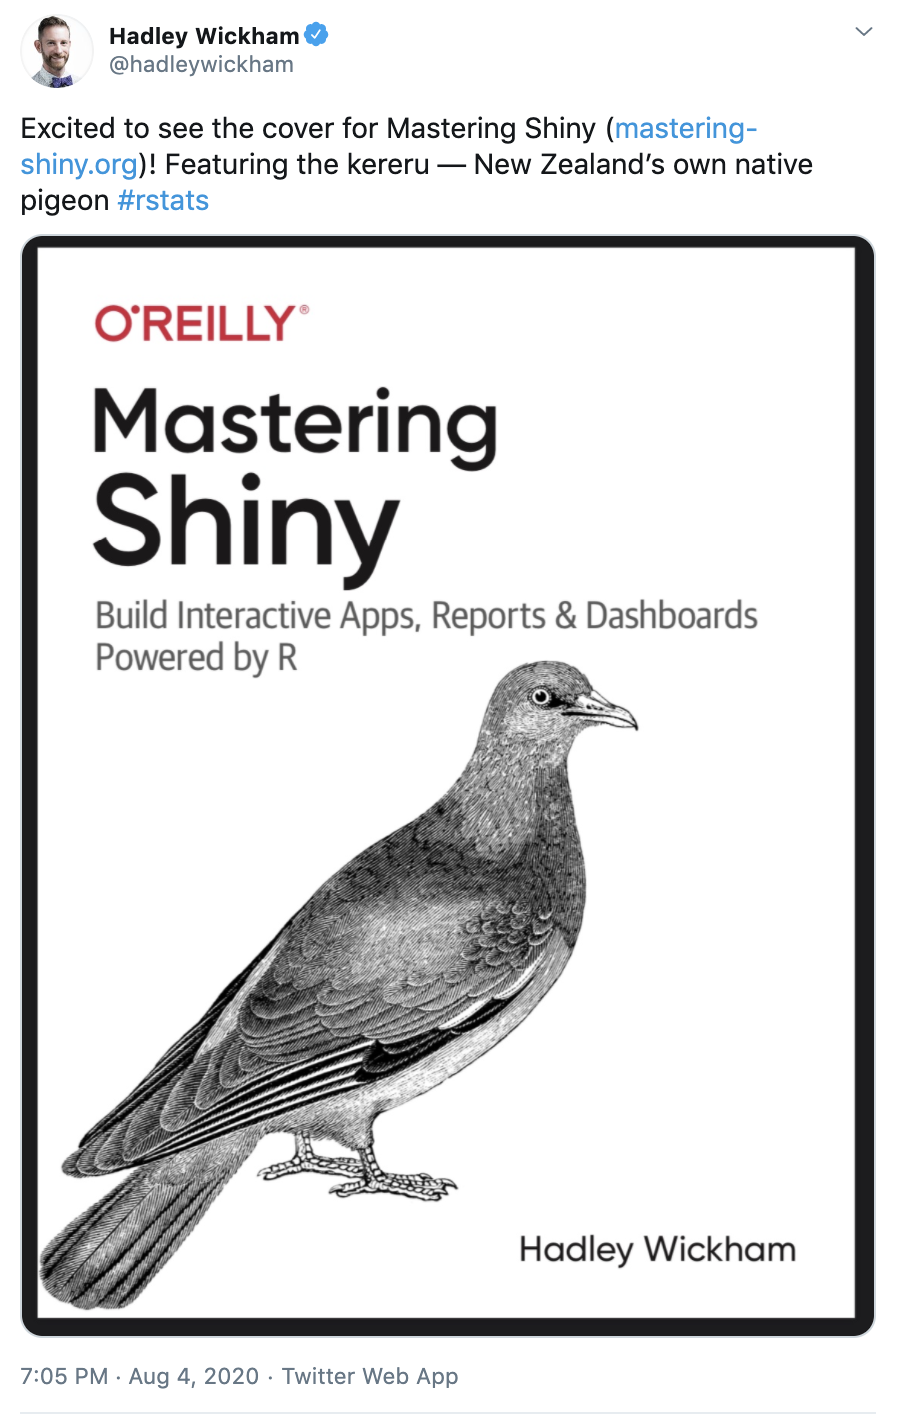 Hadley Wickham
@hadleywickham
Excited to see the cover for Mastering Shiny (mastering-
shiny.org)! Featuring the kereru — New Zealand’s own native
pigeon #rstats
O'REILLY®
Mastering
Shiny
Build Interactive Apps, Reports & Dashboards
Powered by R
Hadley Wickham
7:05 PM · Aug 4, 2020 · Twitter Web App